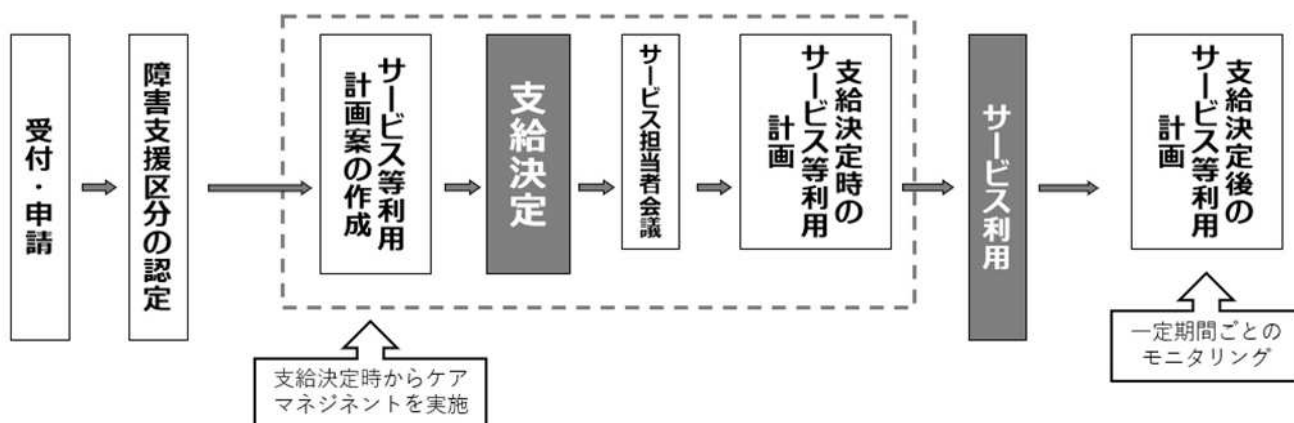 受付・申請
障害支援区分の認定
サービス等利用
計画案の作成
支給決定
サービス担当者会議
支給決定時の
サービス等利用
計画
サービス利用
支給決定後の
サービス等利用
計画
支給決定時からケア
マネジネントを実施
一定期間ごとの
モニタリング